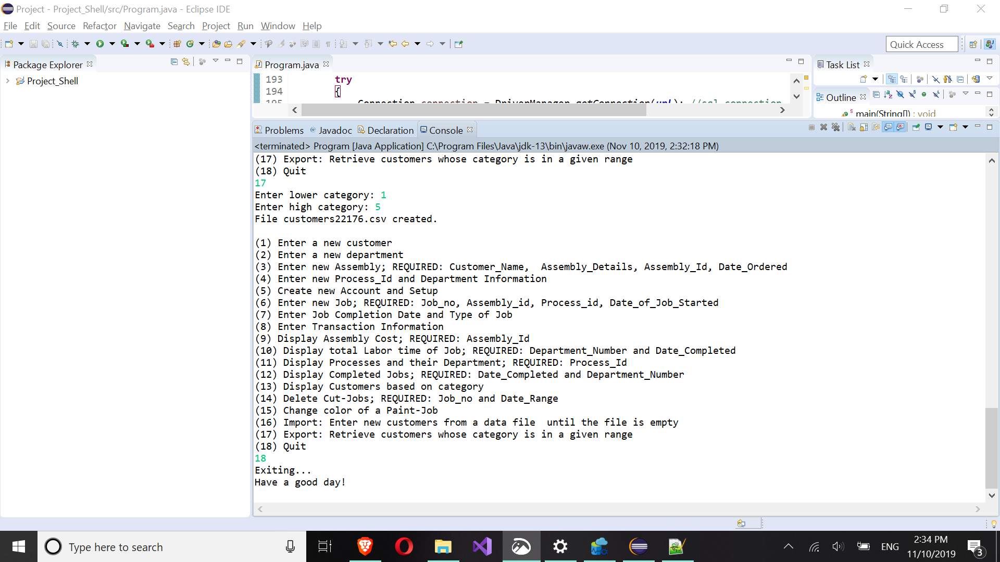 Project - Project_Shell/src/Program.java - Eclipse IDE
File Edit Source Refactor Navigate Search Project Run Window Help
Quick Access
Package Explorer
Project_Shell
Program.java
193 try
194 {
195 Connection connection = DriverManager.getConnection(url); //sql connection
Task List
Outline
main(String[]) : void
Problems @ Javadoc Declaration Console
<terminated> Program [Java Application] C:\Program Files\Java\jdk-13\bin\javaw.exe (Nov 10, 2019, 2:32:18 PM)
(17) Export: Retrieve customers whose category is in a given range
(18) Quit
17
Enter lower category: 1
Enter high category: 5
File customers22176.csv created.
(1) Enter a new customer
(2) Enter a new department
(3) Enter new Assembly; REQUIRED: Customer_Name,  Assembly_Details, Assembly_Id, Date_Ordered
(4) Enter new Process_Id and Department Information
(5) Create new Account and Setup
(6) Enter new Job; REQUIRED: Job_no, Assembly_id, Process_id, Date_of_Job_Started
(7) Enter Job Completion Date and Type of Job
(8) Enter Transaction Information
(9) Display Assembly Cost; REQUIRED: Assembly_Id
(10) Display total Labor time of Job; REQUIRED: Department_Number and Date_Completed
(11) Display Processes and their Department; REQUIRED: Process_Id
(12) Display Completed Jobs; REQUIRED: Date_Completed and Department_Number
(13) Display Customers based on category
(14) Delete Cut-Jobs; REQUIRED: Job_no and Date_Range
(15) Change color of a Paint-Job
(16) Import: Enter new customers from a data file  until the file is empty
(17) Export: Retrieve customers whose category is in a given range
(18) Quit
18
Exiting...
Have a good day!
Type here to search
ENG
2:34 PM
11/10/2019
3